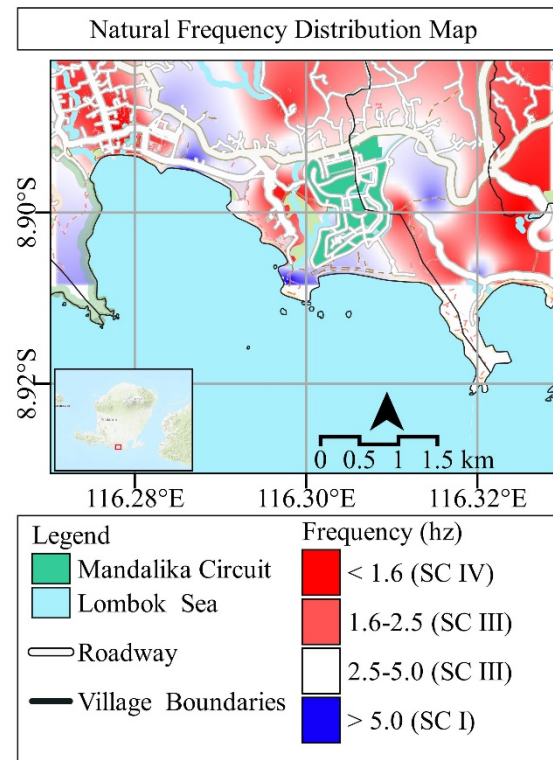 Natural Frequency Distribution Map
8.90°S
8.92°S
0 0.5 1 1.5 km
116.28°E 116.30°E 116.32°E
Legend
Mandalika Circuit
Lombok Sea
Roadway
Village Boundaries
Frequency (hz)
< 1.6 (SC IV)
1.6-2.5 (SC III)
2.5-5.0 (SC III)
> 5.0 (SC I)